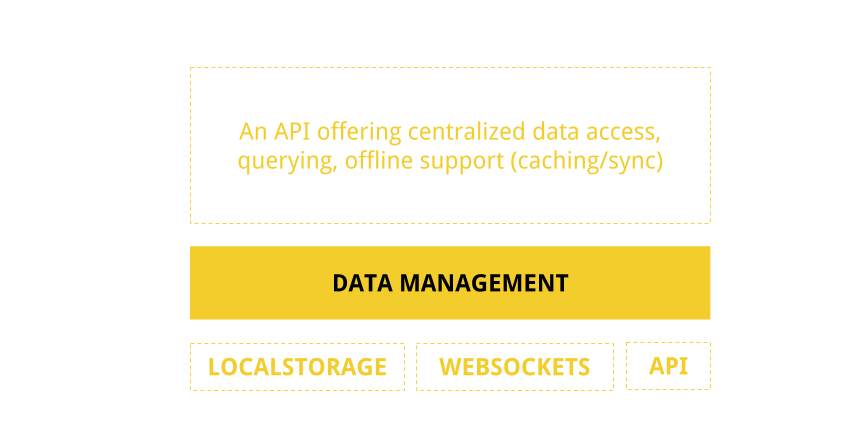 An API offering centralized data access,
querying, offline support (caching/sync)
DATA MANAGEMENT
LOCALSTORAGE
WEBSOCKETS
API